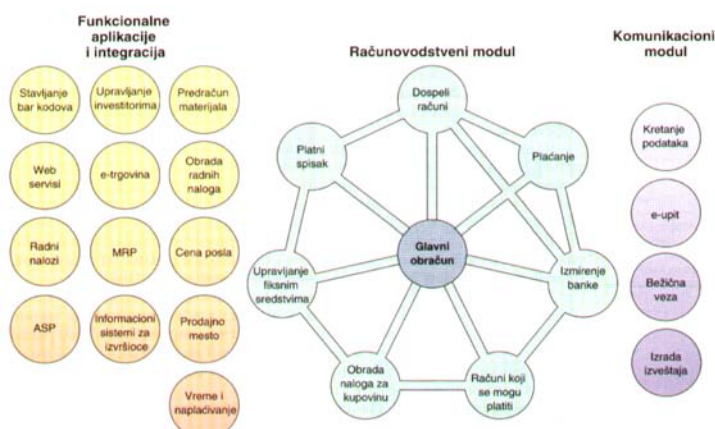 Funkcionalne
aplikacije
i integracija
Stavljanje
bar kodova
Upravljanje
investitorima
Predračun
materijala
Web
servisi
e-trgovina
Obrada
radnih
naloga
Radni
nalozi
MRP
Cena posla
ASP
Informacioni
sistemi za
izvršioce
Prodajno
mesto
Vreme i
naplaćivanje
Računovodstveni modul
Dospeli
računi
Platni
spisak
Plaćanje
Glavni
obračun
Upravljanje
fiksnim
sredstvima
Izmirenje
banke
Obrada
naloga za
kupovinu
Računi koji
se mogu
platiti
Komunikacioni
modul
Kretanje
podataka
e-upit
Bežična
veza
Izrada
izveštaja